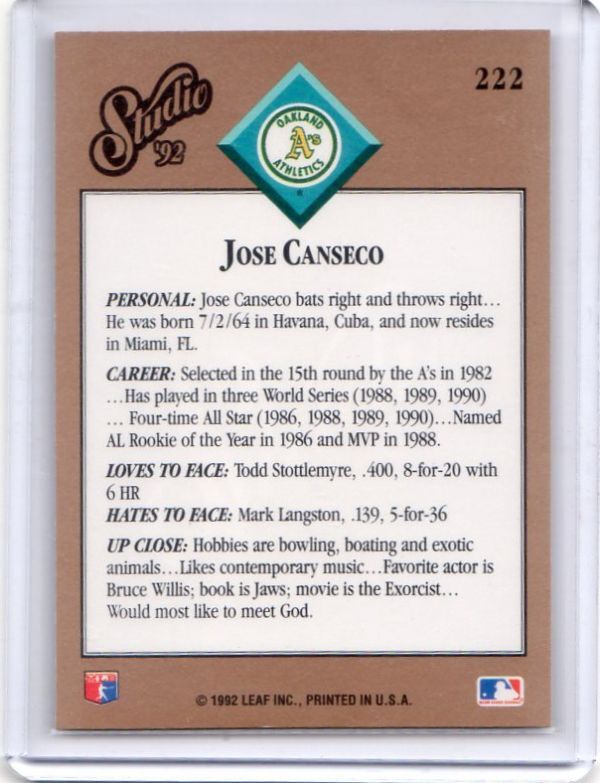 Studio '92
222
OAKLAND
A's
ATHLETICS
JOSE CANSECO
PERSONAL: Jose Canseco bats right and throws right...
He was born 7/2/64 in Havana, Cuba, and now resides
in Miami, FL.
CAREER: Selected in the 15th round by the A's in 1982
...Has played in three World Series (1988, 1989, 1990)
... Four-time All Star (1986, 1988, 1989, 1990)...Named
AL Rookie of the Year in 1986 and MVP in 1988.
LOVES TO FACE: Todd Stottlemyre, .400, 8-for-20 with
6 HR
HATES TO FACE: Mark Langston, .139, 5-for-36
UP CLOSE: Hobbies are bowling, boating and exotic
animals...Likes contemporary music...Favorite actor is
Bruce Willis; book is Jaws; movie is the Exorcist...
Would most like to meet God.
© 1992 LEAF INC., PRINTED IN U.S.A.